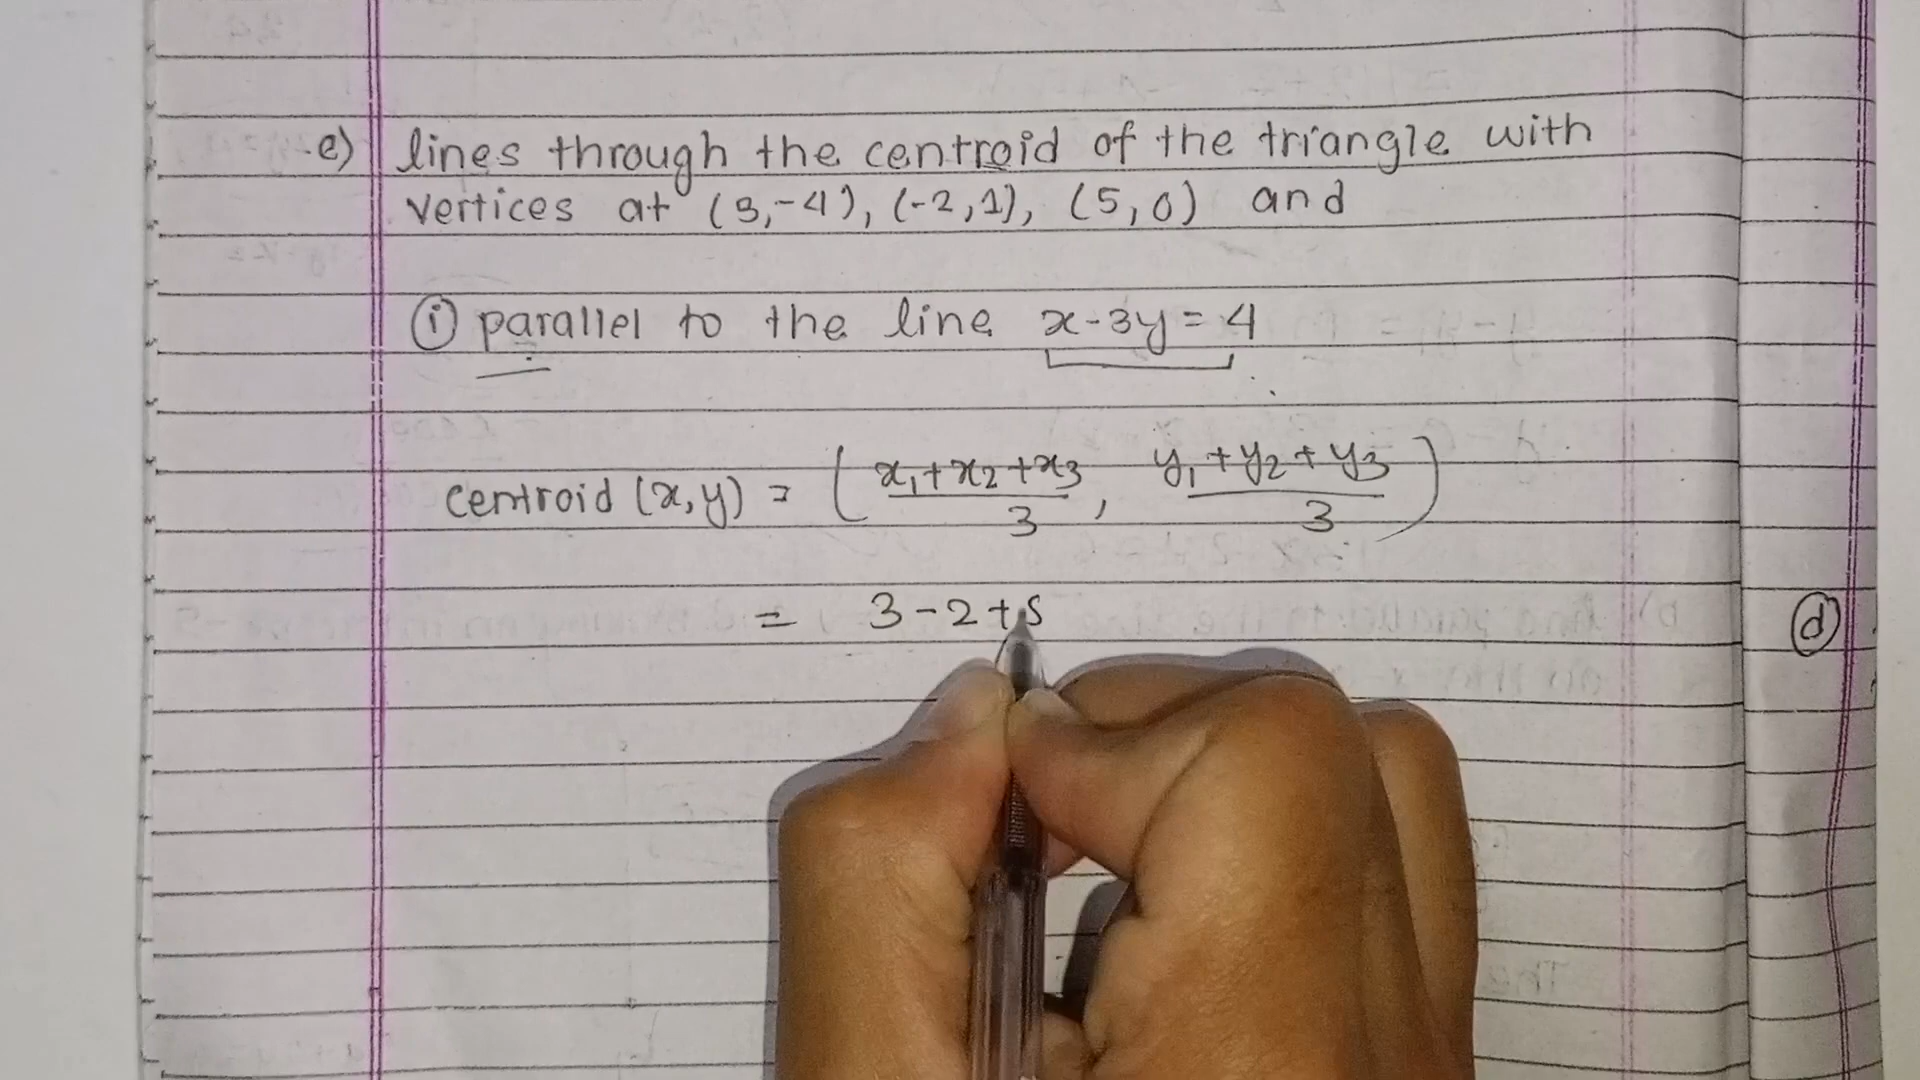 e) lines through the centroid of the triangle with
vertices at (3,-4), (-2,1), (5,0) and
(i) parallel to the line x-3y = 4
centroid (x,y) = ( x₁+x₂+x₃ / 3 , y₁+y₂+y₃ / 3 )
= 3-2+5
(d)